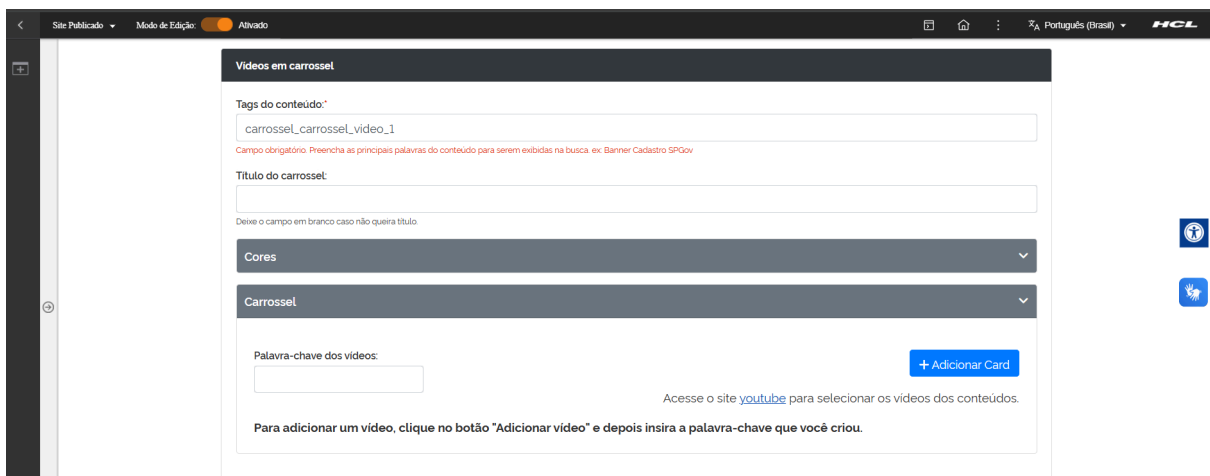 Site Publicado
Modo de Edição:
Ativado
Português (Brasil)
HCL
Vídeos em carrossel
Tags do conteúdo:*
carrossel_carrossel_video_1
Campo obrigatório. Preencha as principais palavras do conteúdo para serem exibidas na busca. ex: Banner Cadastro SPGov
Título do carrossel:
Deixe o campo em branco caso não queira título.
Cores
Carrossel
Palavra-chave dos vídeos:
+ Adicionar Card
Acesse o site youtube para selecionar os vídeos dos conteúdos.
Para adicionar um vídeo, clique no botão "Adicionar vídeo" e depois insira a palavra-chave que você criou.